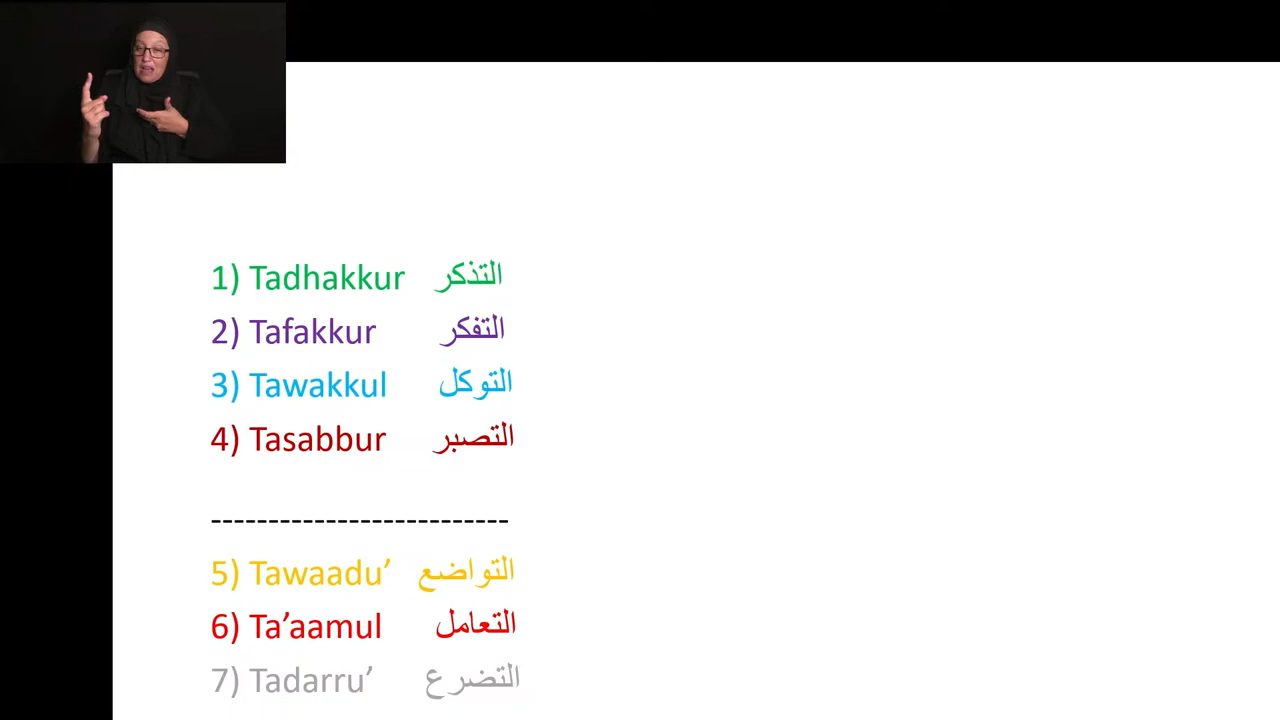 1) Tadhakkur التذكر
2) Tafakkur التفكر
3) Tawakkul التوكل
4) Tasabbur التصبر
--------------------------
5) Tawaadu’ التواضع
6) Ta’aamul التعامل
7) Tadarru’ التضرع